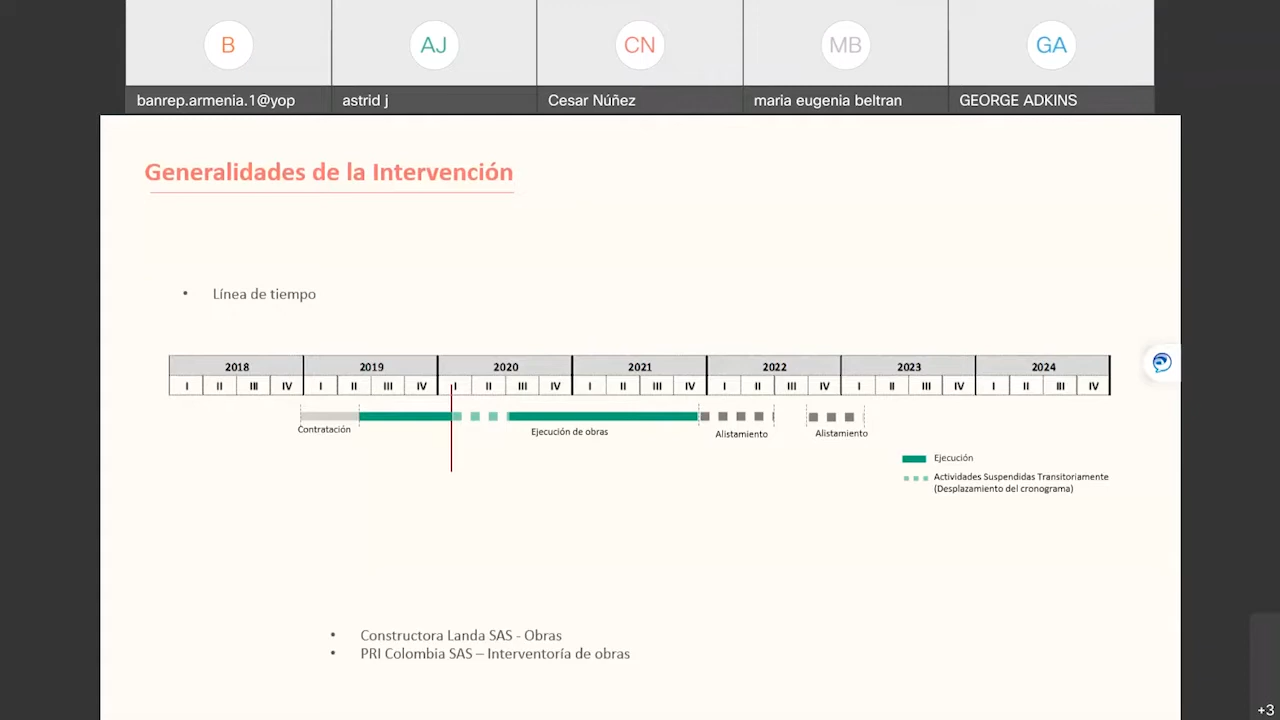 B
AJ
CN
MB
GA
banrep.armenia.1@yop
astrid j
Cesar Núñez
maria eugenia beltran
GEORGE ADKINS
Generalidades de la Intervención
• Línea de tiempo
2018 2019 2020 2021 2022 2023 2024
I II III IV I II III IV I II III IV I II III IV I II III IV I II III IV I II III IV
Contratación
Ejecución de obras
Alistamiento
Alistamiento
Ejecución
Actividades Suspendidas Transitoriamente
(Desplazamiento del cronograma)
• Constructora Landa SAS - Obras
• PRI Colombia SAS – Interventoría de obras
+3